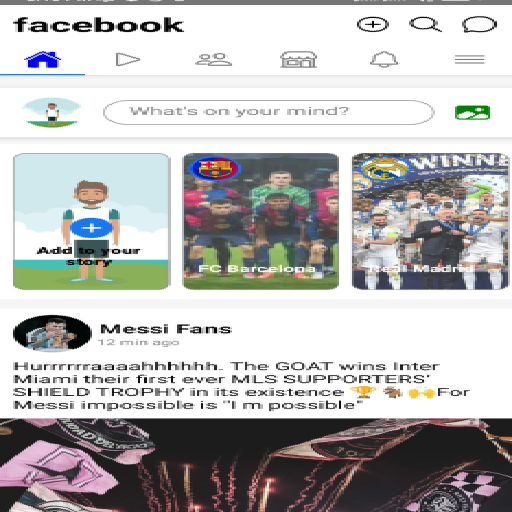 facebook
What's on your mind?
WINNE
Add to your
story
FC Barcelona
Real Madrid
Messi Fans
12 min ago
Hurrrrrraaaahhhhhh. The GOAT wins Inter
Miami their first ever MLS SUPPORTERS'
SHIELD TROPHY in its existence 🏆 🐐 🙌For
Messi impossible is "I m possible"